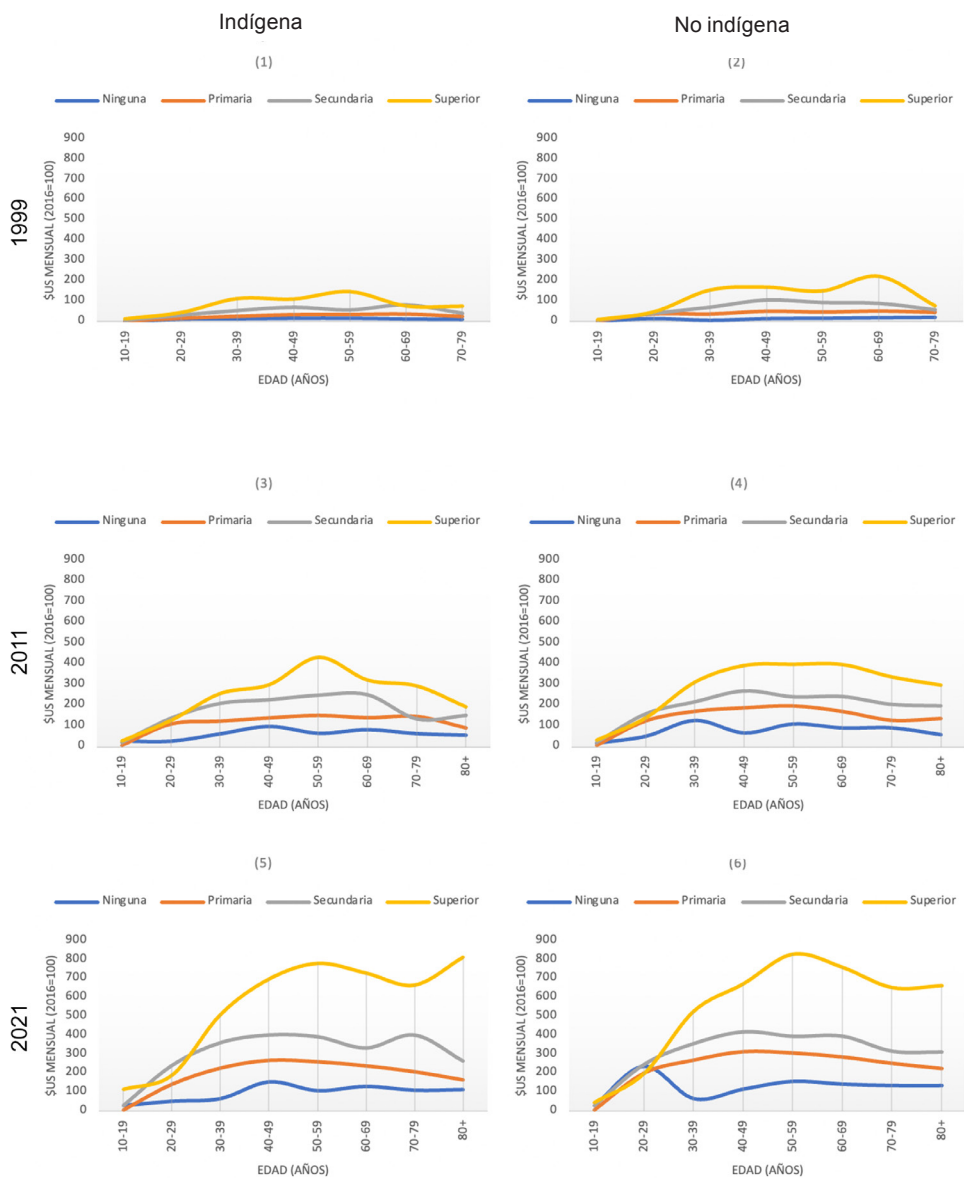 Indígena
No indígena
1999
(1)
Ninguna Primaria Secundaria Superior
$US MENSUAL (2016=100)
900
800
700
600
500
400
300
200
100
0
10-19 20-29 30-39 40-49 50-59 60-69 70-79
EDAD (AÑOS)
(2)
Ninguna Primaria Secundaria Superior
$US MENSUAL (2016=100)
900
800
700
600
500
400
300
200
100
0
10-19 20-29 30-39 40-49 50-59 60-69 70-79
EDAD (AÑOS)
2011
(3)
Ninguna Primaria Secundaria Superior
$US MENSUAL (2016=100)
900
800
700
600
500
400
300
200
100
0
10-19 20-29 30-39 40-49 50-59 60-69 70-79 80+
EDAD (AÑOS)
(4)
Ninguna Primaria Secundaria Superior
$US MENSUAL (2016=100)
900
800
700
600
500
400
300
200
100
0
10-19 20-29 30-39 40-49 50-59 60-69 70-79 80+
EDAD (AÑOS)
2021
(5)
Ninguna Primaria Secundaria Superior
$US MENSUAL (2016=100)
900
800
700
600
500
400
300
200
100
0
10-19 20-29 30-39 40-49 50-59 60-69 70-79 80+
EDAD (AÑOS)
(6)
Ninguna Primaria Secundaria Superior
$US MENSUAL (2016=100)
900
800
700
600
500
400
300
200
100
0
10-19 20-29 30-39 40-49 50-59 60-69 70-79 80+
EDAD (AÑOS)